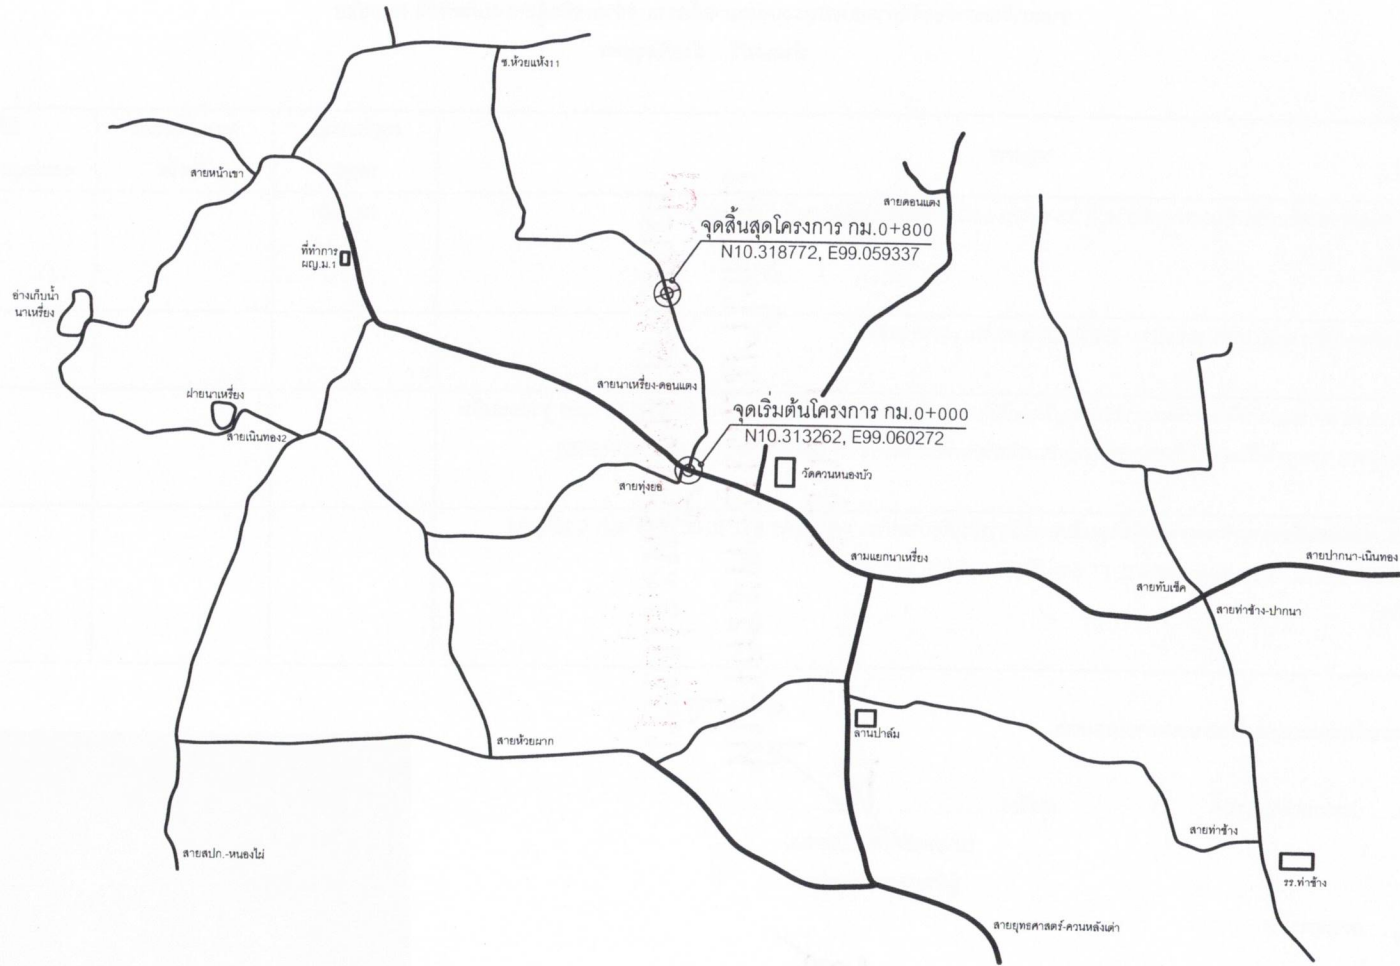 ซ.ห้วยแห้ง11
สายหน้าเขา
สายดอนแตง
จุดสิ้นสุดโครงการ กม.0+800
N10.318772, E99.059337
ที่ทำการ
ผญ.ม.1
อ่างเก็บน้ำ
นาเหรี่ยง
สายนาเหรี่ยง-ดอนแตง
ฝายนาเหรี่ยง
จุดเริ่มต้นโครงการ กม.0+000
N10.313262, E99.060272
สายเนินทอง2
วัดควนหนองบัว
สายทุ่งยอ
สามแยกนาเหรี่ยง
สายปากนา-เนินทอง
สายทับเช็ค
สายท่าช้าง-ปากนา
ลานปาล์ม
สายห้วยผาก
สายท่าช้าง
สายสปก.-หนองไผ่
รร.ท่าช้าง
สายยุทธศาสตร์-ควนหลังเต่า